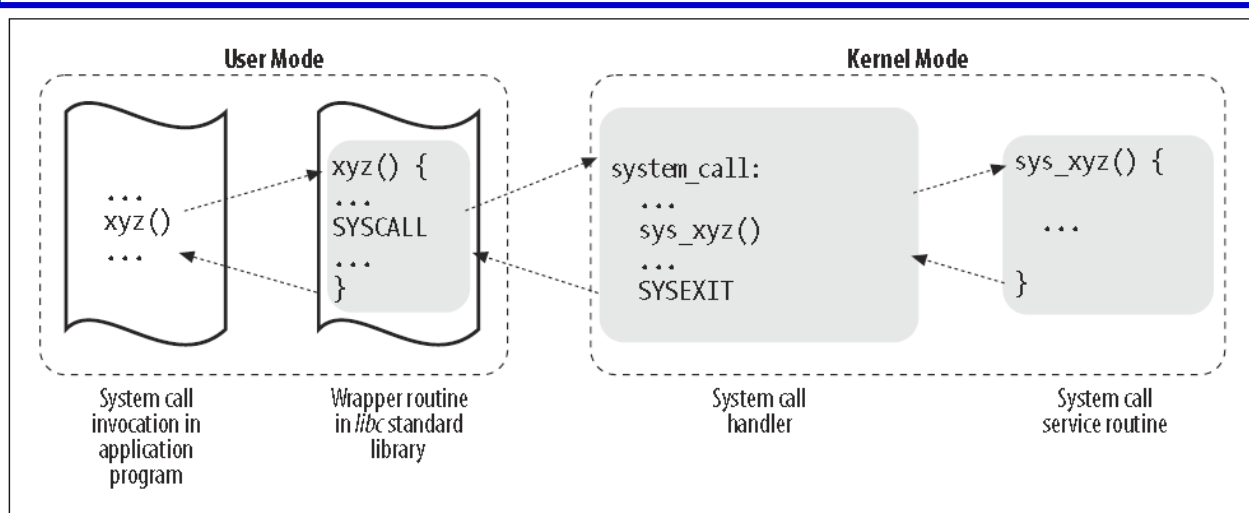 User Mode
Kernel Mode
...
xyz()
...
xyz() {
...
SYSCALL
...
}
system_call:
...
sys_xyz()
...
SYSEXIT
sys_xyz() {
...
}
System call
invocation in
application
program
Wrapper routine
in libc standard
library
System call
handler
System call
service routine